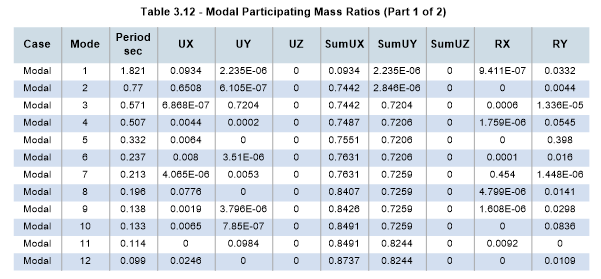 Table 3.12 - Modal Participating Mass Ratios (Part 1 of 2)
Case Mode Period sec UX UY UZ SumUX SumUY SumUZ RX RY
Modal 1 1.821 0.0934 2.235E-06 0 0.0934 2.235E-06 0 9.411E-07 0.0332
Modal 2 0.77 0.6508 6.105E-07 0 0.7442 2.846E-06 0 0 0.0044
Modal 3 0.571 6.868E-07 0.7204 0 0.7442 0.7204 0 0.0006 1.336E-05
Modal 4 0.507 0.0044 0.0002 0 0.7487 0.7206 0 1.759E-06 0.0545
Modal 5 0.332 0.0064 0 0 0.7551 0.7206 0 0 0.398
Modal 6 0.237 0.008 3.51E-06 0 0.7631 0.7206 0 0.0001 0.016
Modal 7 0.213 4.065E-06 0.0053 0 0.7631 0.7259 0 0.454 1.448E-06
Modal 8 0.196 0.0776 0 0 0.8407 0.7259 0 4.799E-06 0.0141
Modal 9 0.138 0.0019 3.796E-06 0 0.8426 0.7259 0 1.608E-06 0.0298
Modal 10 0.133 0.0065 7.85E-07 0 0.8491 0.7259 0 0 0.0836
Modal 11 0.114 0 0.0984 0 0.8491 0.8244 0 0.0092 0
Modal 12 0.099 0.0246 0 0 0.8737 0.8244 0 0 0.0109